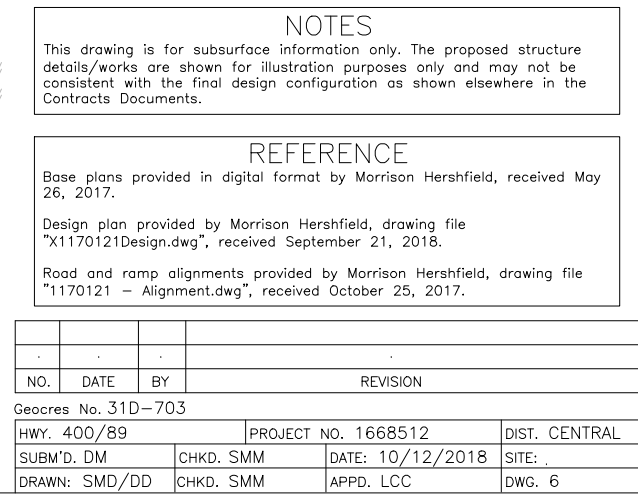 NOTES
This drawing is for subsurface information only. The proposed structure
details/works are shown for illustration purposes only and may not be
consistent with the final design configuration as shown elsewhere in the
Contracts Documents.
REFERENCE
Base plans provided in digital format by Morrison Hershfield, received May
26, 2017.
Design plan provided by Morrison Hershfield, drawing file
"X1170121Design.dwg", received September 21, 2018.
Road and ramp alignments provided by Morrison Hershfield, drawing file
"1170121 – Alignment.dwg", received October 25, 2017.
NO. DATE BY REVISION
Geocres No. 31D–703
HWY. 400/89 PROJECT NO. 1668512 DIST. CENTRAL
SUBM'D. DM CHKD. SMM DATE: 10/12/2018 SITE: .
DRAWN: SMD/DD CHKD. SMM APPD. LCC DWG. 6